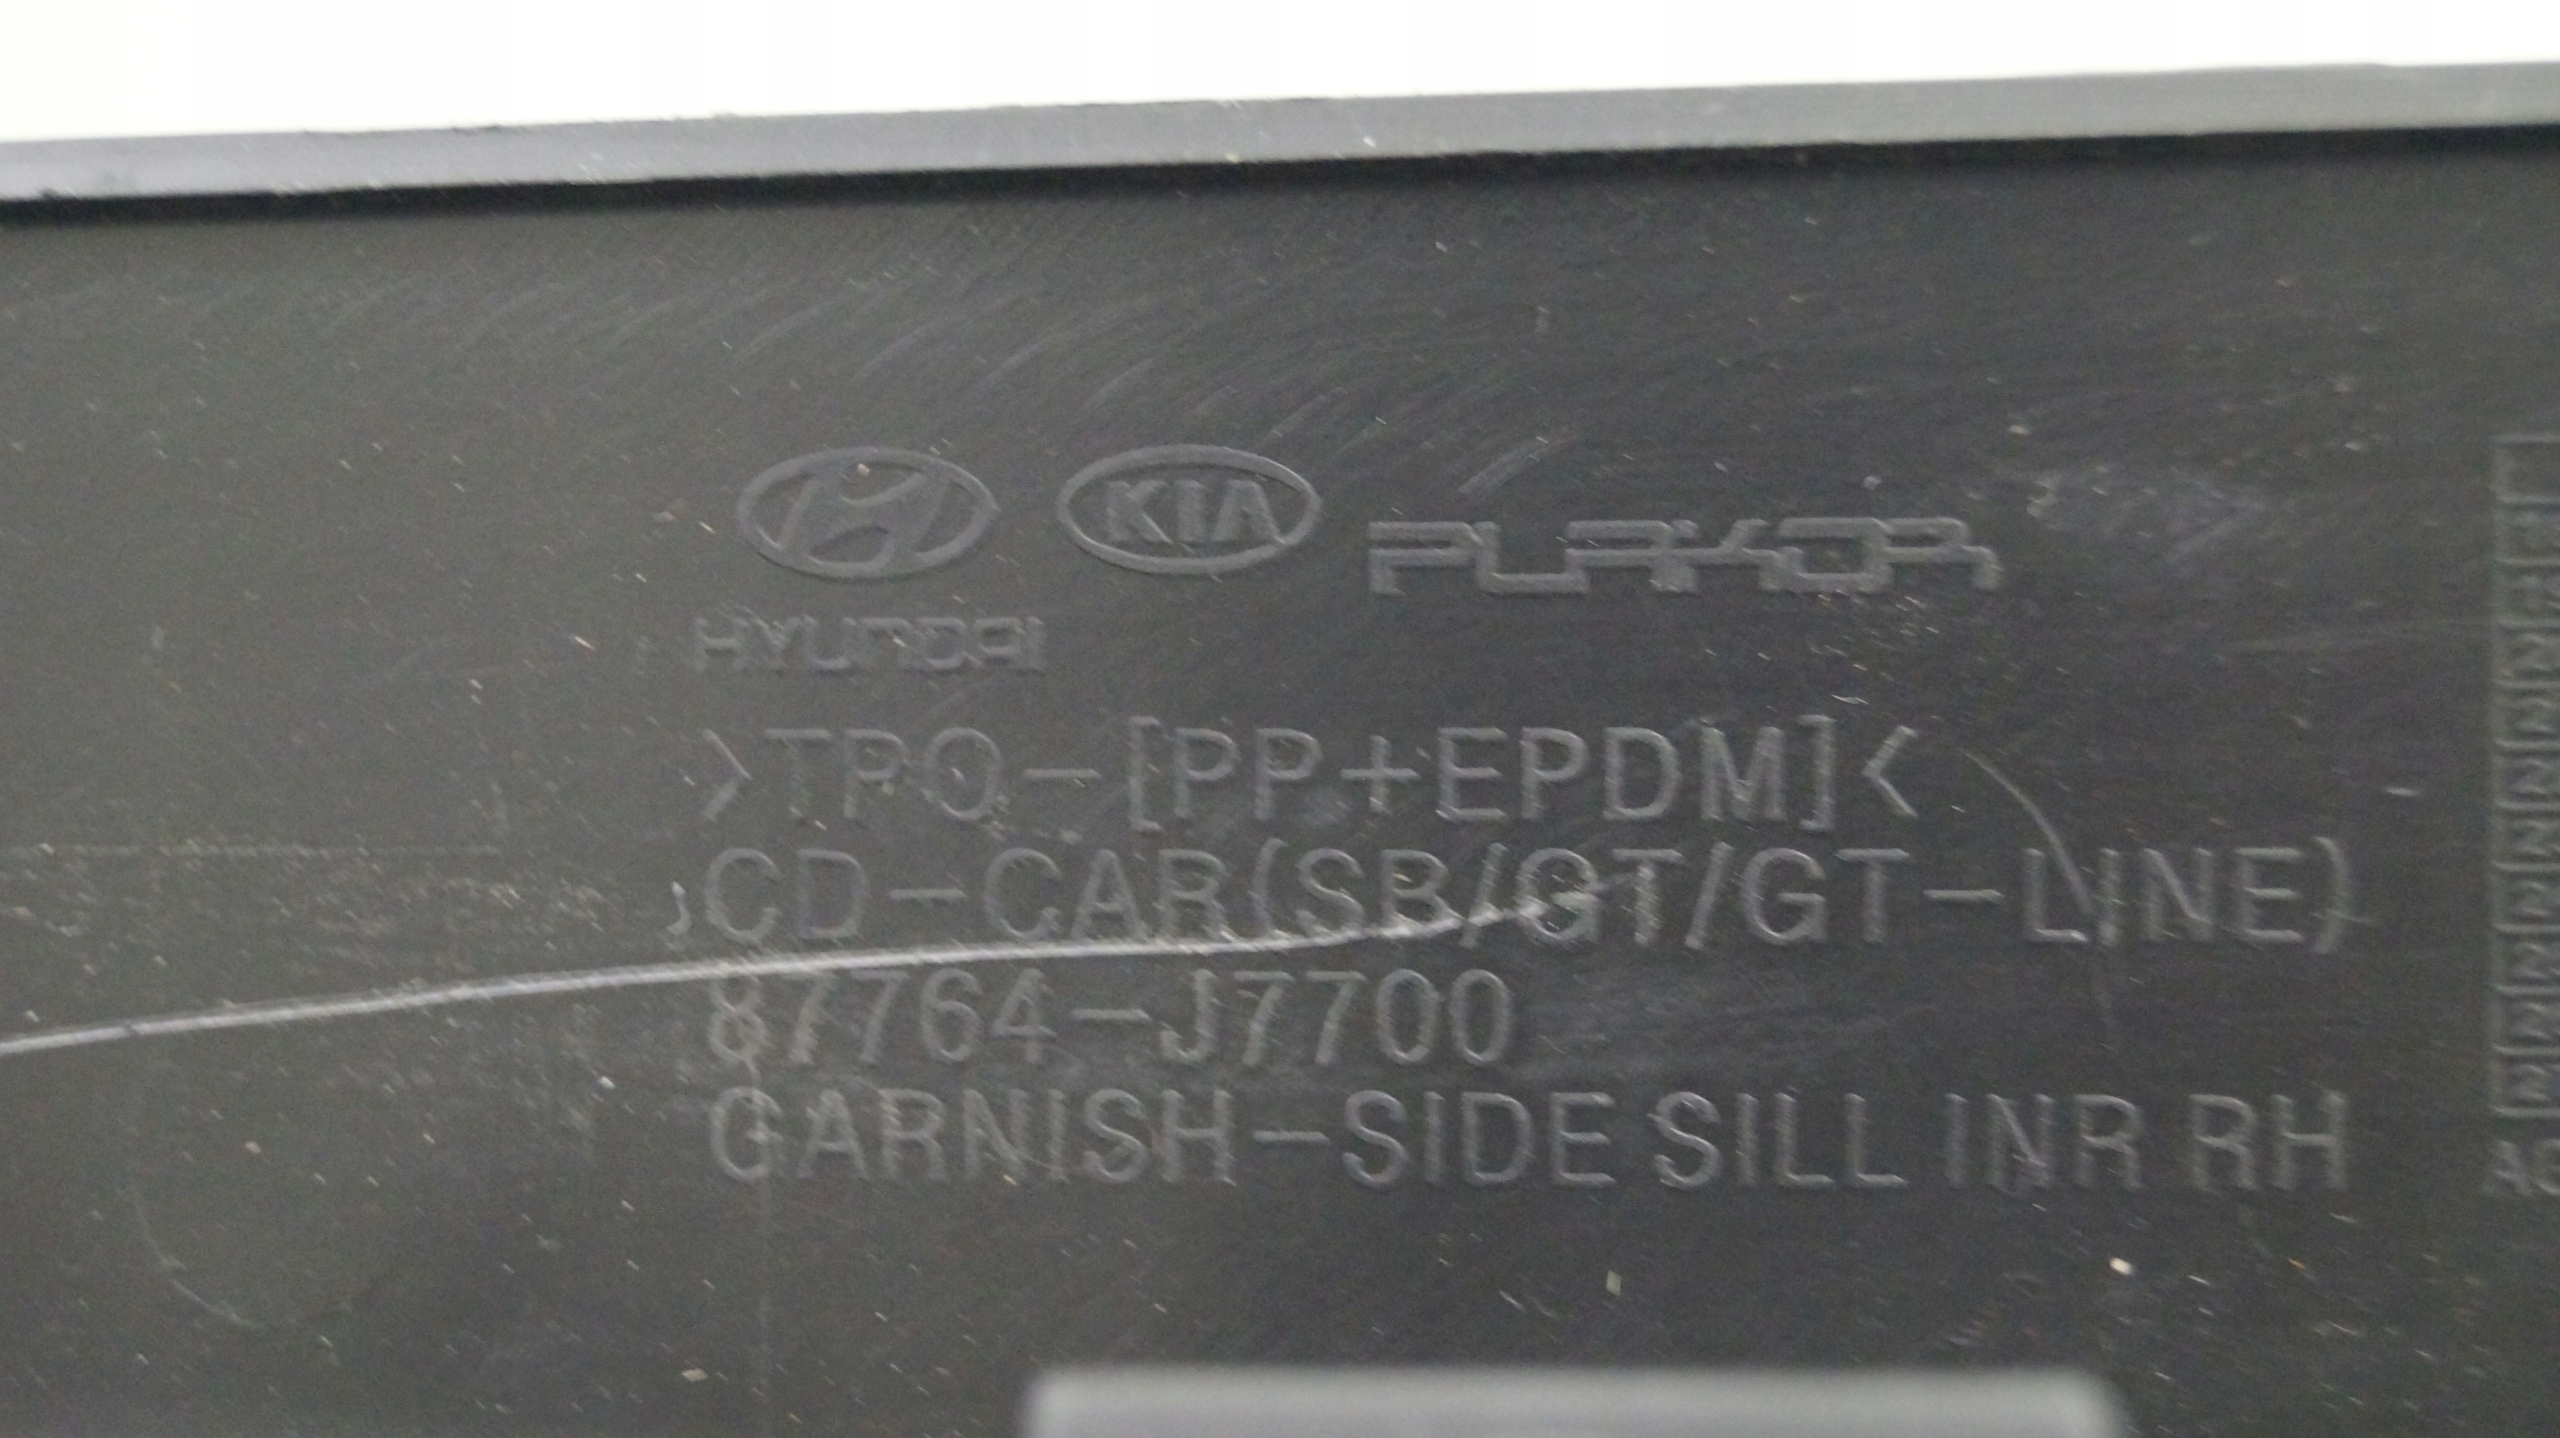 KIA PLAKOR
HYUNDAI
>TPO-[PP+EPDM]<
CD-CAR(SB/GT/GT-LINE)
87764-J7700
GARNISH-SIDE SILL INR RH